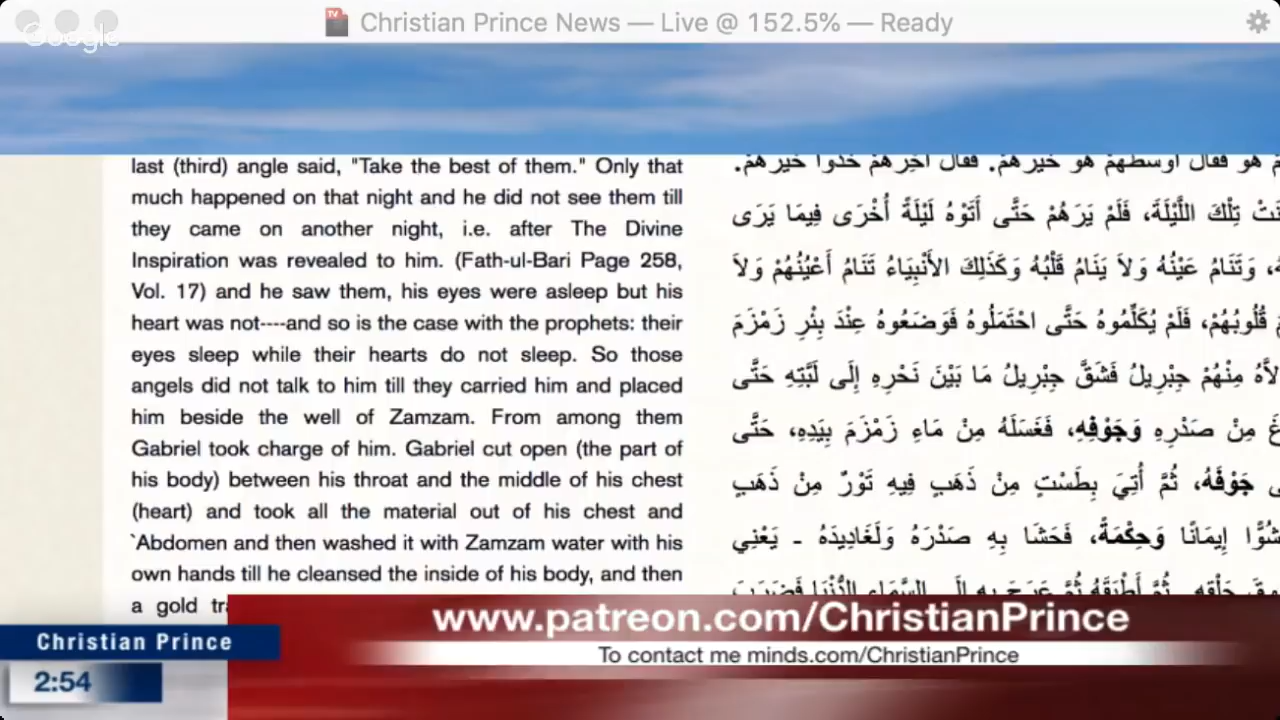 Christian Prince News — Live @ 152.5% — Ready
Google
last (third) angle said, "Take the best of them." Only that
much happened on that night and he did not see them till
they came on another night, i.e. after The Divine
Inspiration was revealed to him. (Fath-ul-Bari Page 258,
Vol. 17) and he saw them, his eyes were asleep but his
heart was not----and so is the case with the prophets: their
eyes sleep while their hearts do not sleep. So those
angels did not talk to him till they carried him and placed
him beside the well of Zamzam. From among them
Gabriel took charge of him. Gabriel cut open (the part of
his body) between his throat and the middle of his chest
(heart) and took all the material out of his chest and
`Abdomen and then washed it with Zamzam water with his
own hands till he cleansed the inside of his body, and then
a gold
هُوَ فَقَالَ أَوْسَطُهُمْ هُوَ خَيْرُهُمْ. فَقَالَ آخِرُهُمْ خُذُوا خَيْرَهُمْ.
تِلْكَ اللَّيْلَةَ، فَلَمْ يَرَهُمْ حَتَّى أَتَوْهُ لَيْلَةً أُخْرَى فِيمَا يَرَى
وَتَنَامُ عَيْنُهُ وَلاَ يَنَامُ قَلْبُهُ وَكَذَلِكَ الأَنْبِيَاءُ تَنَامُ أَعْيُنُهُمْ وَلاَ
قُلُوبُهُمْ، فَلَمْ يُكَلِّمُوهُ حَتَّى احْتَمَلُوهُ فَوَضَعُوهُ عِنْدَ بِئْرِ زَمْزَمَ
مِنْهُمْ جِبْرِيلُ فَشَقَّ جِبْرِيلُ مَا بَيْنَ نَحْرِهِ إِلَى لَبَّتِهِ حَتَّى
مِنْ صَدْرِهِ وَجَوْفِهِ، فَغَسَلَهُ مِنْ مَاءِ زَمْزَمَ بِيَدِهِ، حَتَّى
جَوْفَهُ، ثُمَّ أُتِيَ بِطَسْتٍ مِنْ ذَهَبٍ فِيهِ تَوْرٌ مِنْ ذَهَبٍ
إِيمَانًا وَحِكْمَةً، فَحَشَا بِهِ صَدْرَهُ وَلَغَادِيدَهُ ـ يَعْنِي
حَلْقِهِ ـ ثُمَّ أَطْبَقَهُ ثُمَّ عَرَجَ بِهِ إِلَى السَّمَاءِ الدُّنْيَا فَضَرَبَ
www.patreon.com/ChristianPrince
To contact me minds.com/ChristianPrince
Christian Prince
2:54